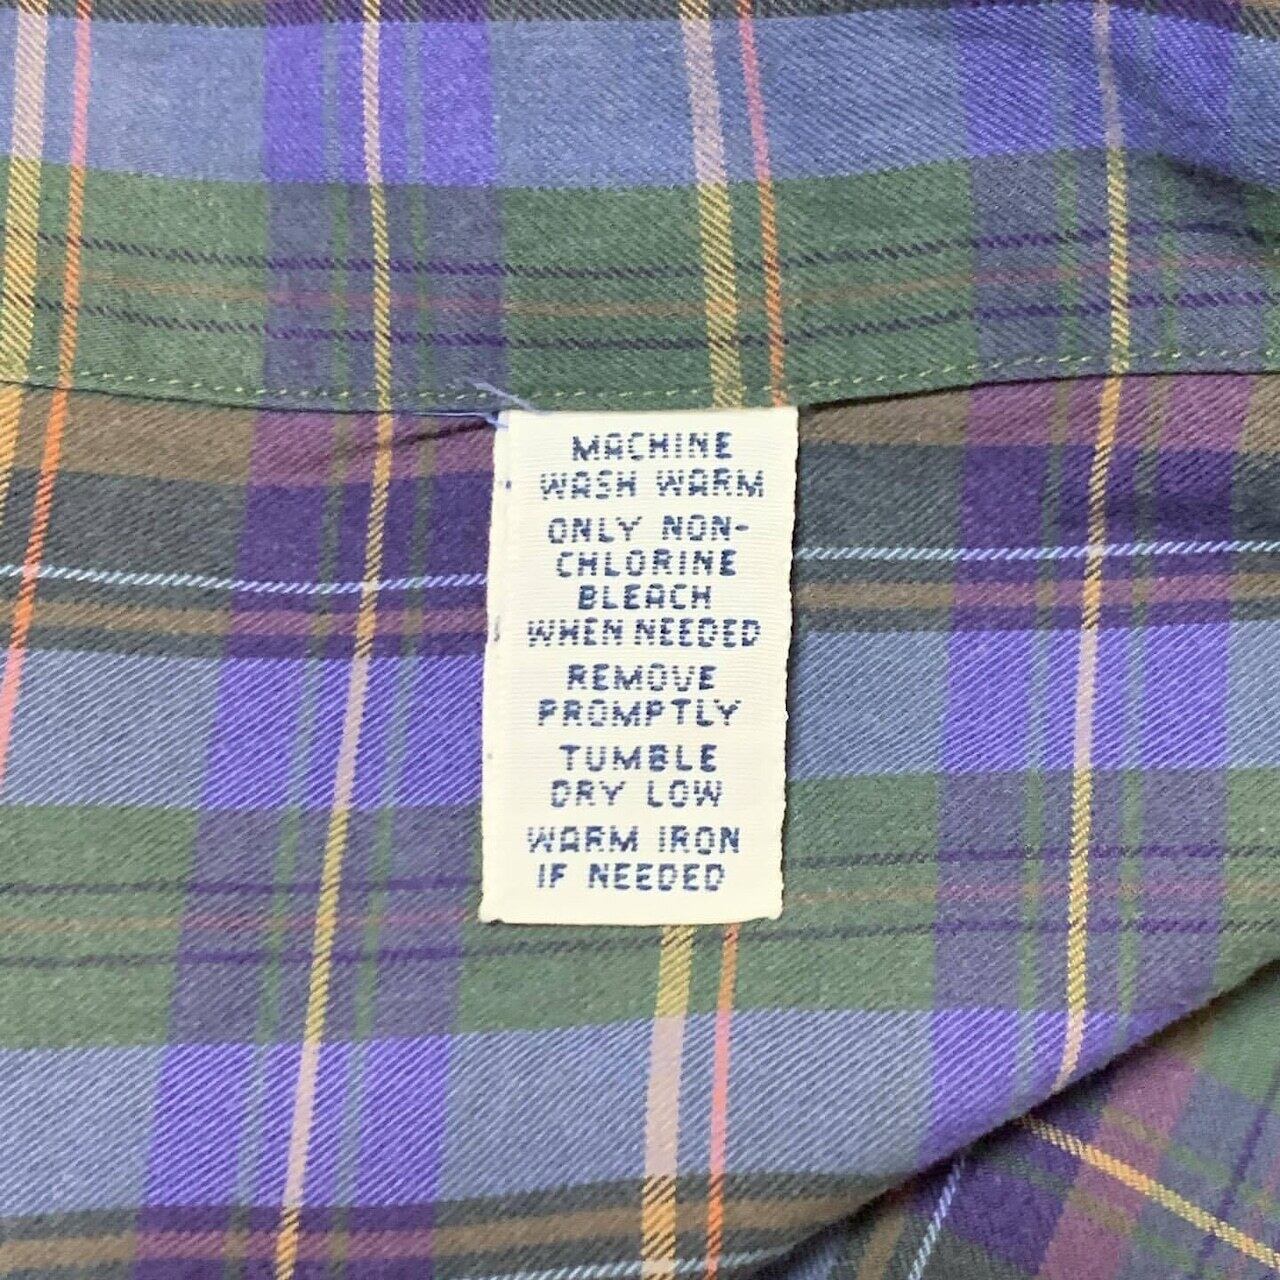 MACHINE
WASH WARM
ONLY NON-
CHLORINE
BLEACH
WHEN NEEDED
REMOVE
PROMPTLY
TUMBLE
DRY LOW
WARM IRON
IF NEEDED